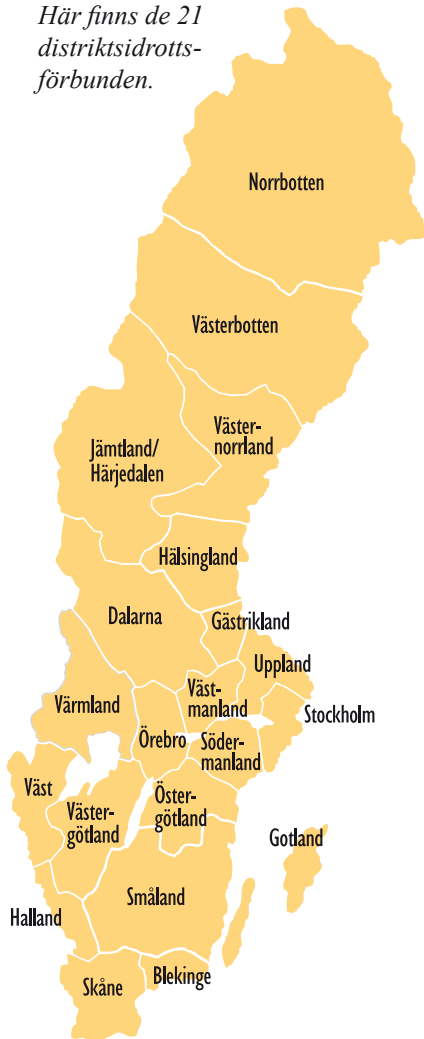 Här finns de 21
distriktsidrotts-
förbunden.
Norrbotten
Västerbotten
Väster-
norrland
Jämtland/
Härjedalen
Hälsingland
Dalarna
Gästrikland
Uppland
Värmland
Väst-
manland
Stockholm
Örebro
Söder-
manland
Väst
Väster-
götland
Öster-
götland
Gotland
Småland
Halland
Blekinge
Skåne